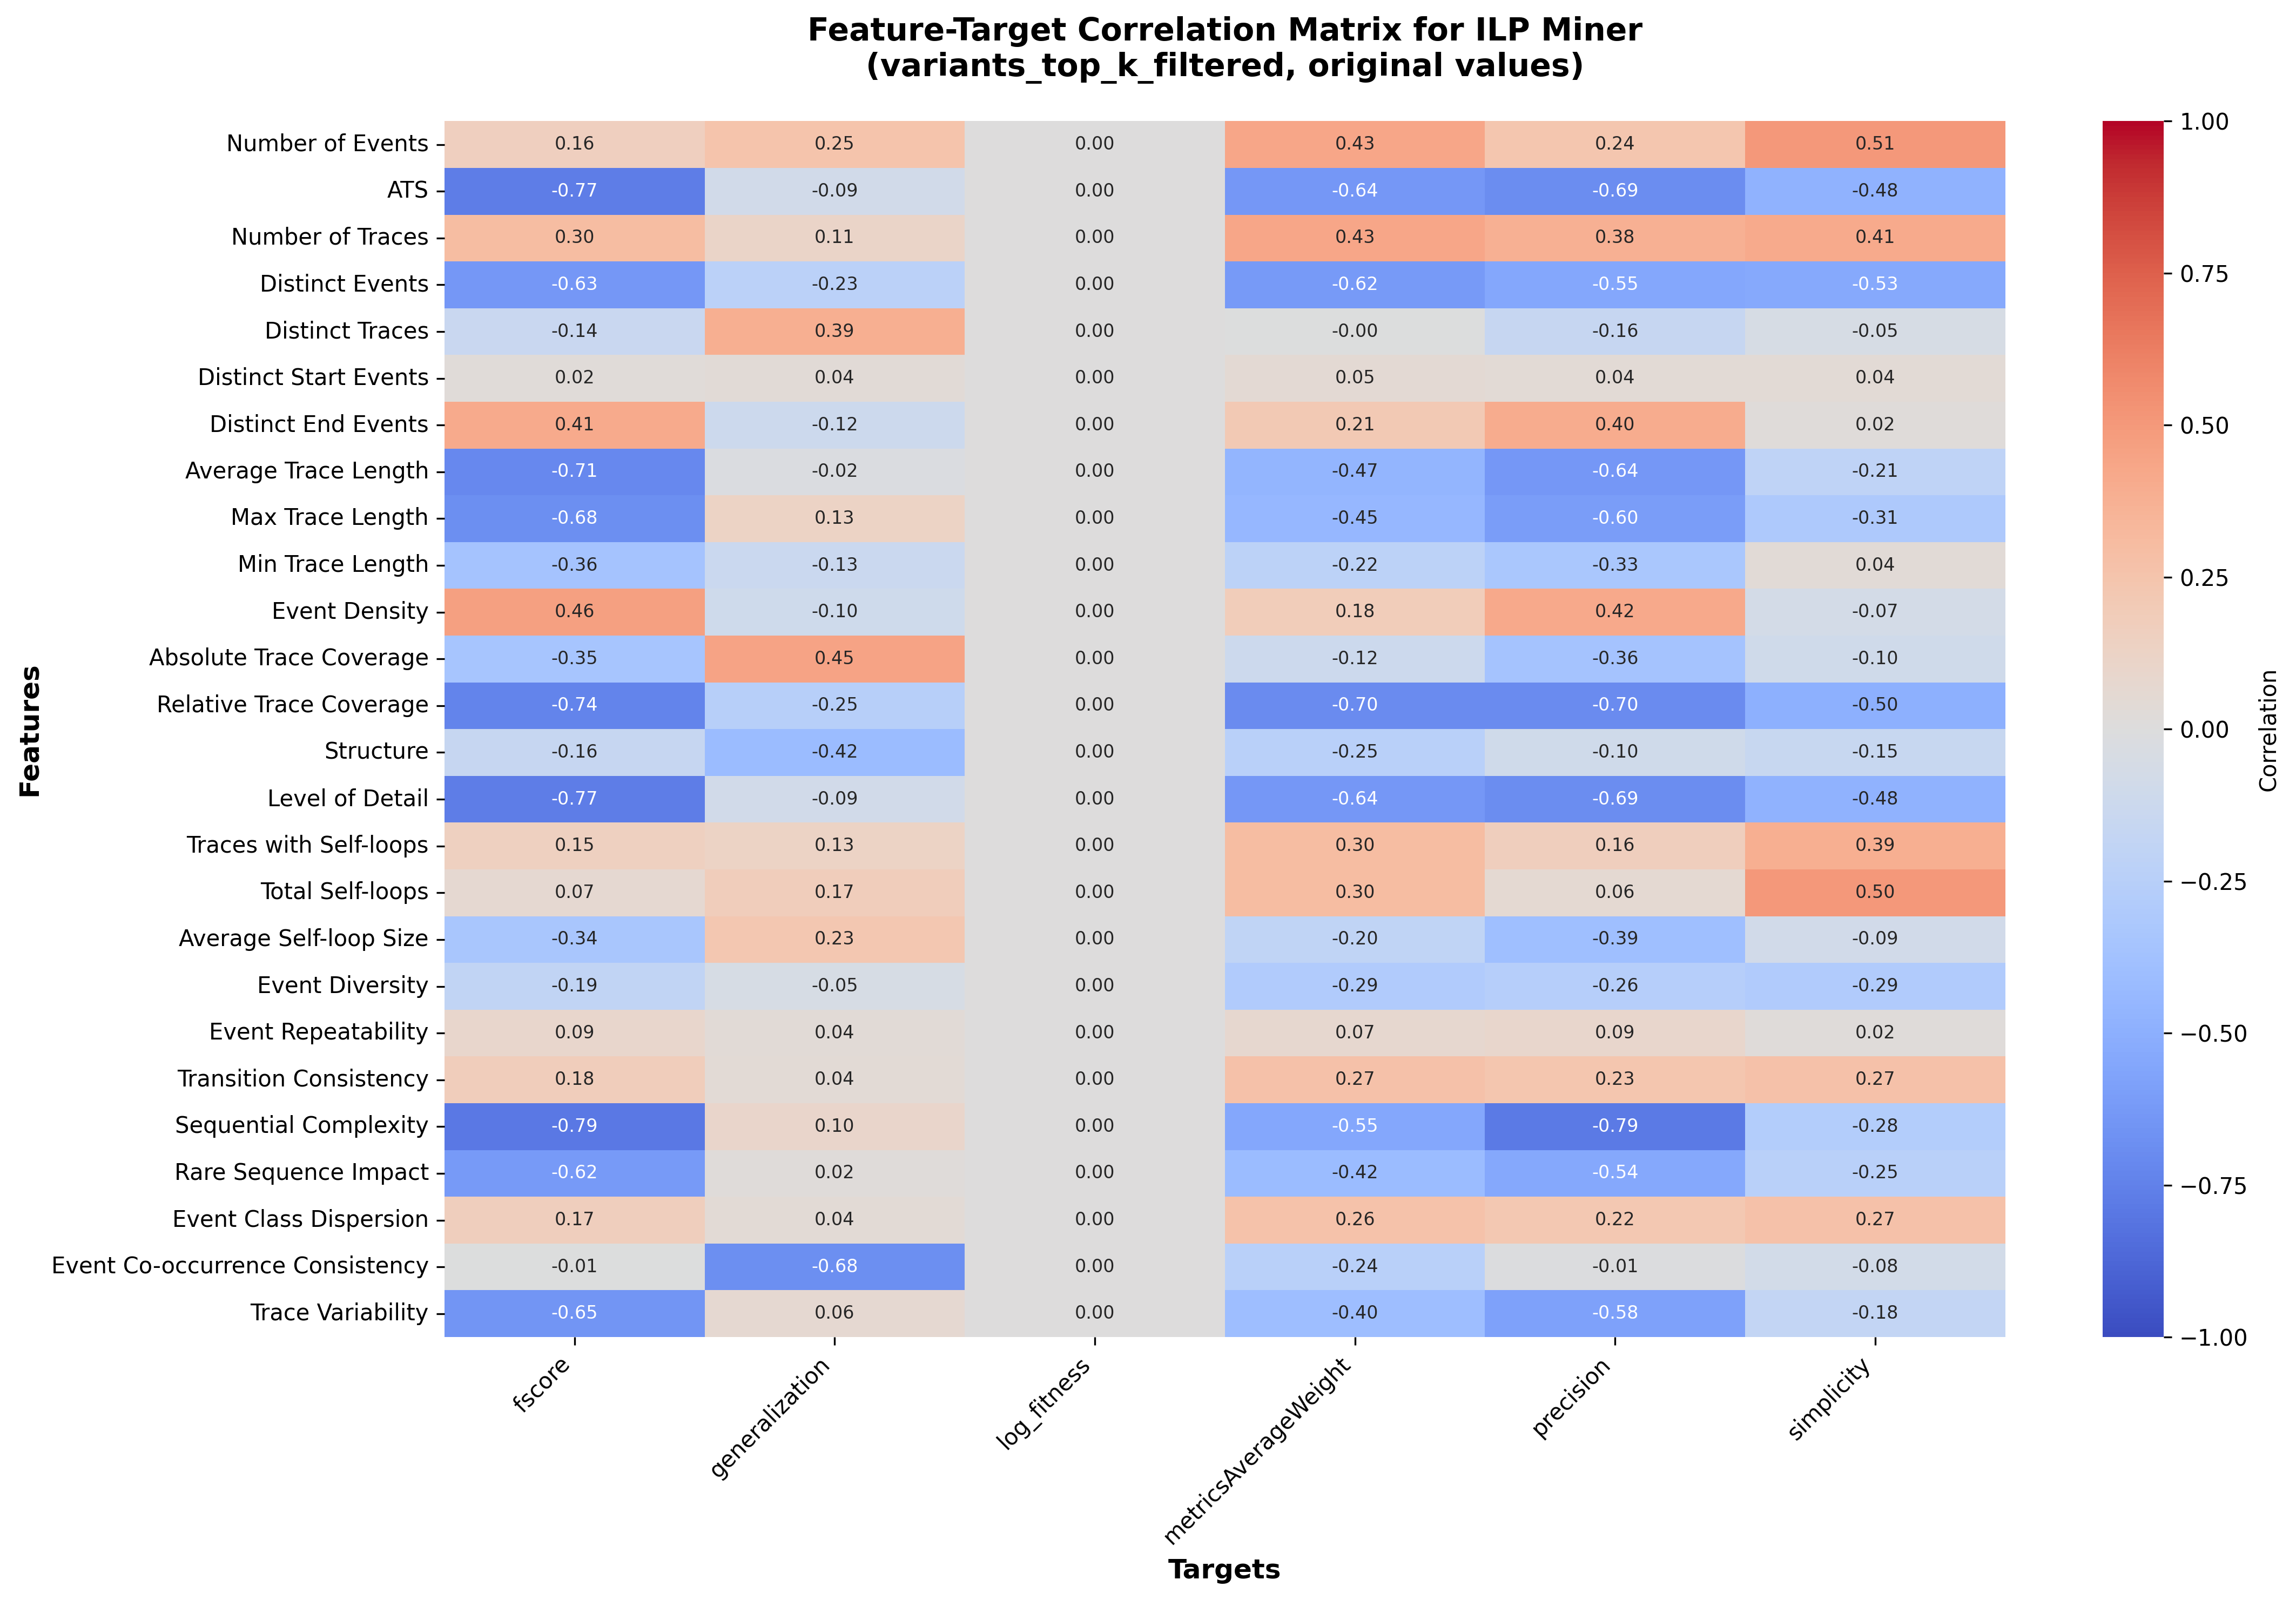 Feature-Target Correlation Matrix for ILP Miner
(variants_top_k_filtered, original values)
Features
Number of Events 0.16 0.25 0.00 0.43 0.24 0.51
ATS -0.77 -0.09 0.00 -0.64 -0.69 -0.48
Number of Traces 0.30 0.11 0.00 0.43 0.38 0.41
Distinct Events -0.63 -0.23 0.00 -0.62 -0.55 -0.53
Distinct Traces -0.14 0.39 0.00 -0.00 -0.16 -0.05
Distinct Start Events 0.02 0.04 0.00 0.05 0.04 0.04
Distinct End Events 0.41 -0.12 0.00 0.21 0.40 0.02
Average Trace Length -0.71 -0.02 0.00 -0.47 -0.64 -0.21
Max Trace Length -0.68 0.13 0.00 -0.45 -0.60 -0.31
Min Trace Length -0.36 -0.13 0.00 -0.22 -0.33 0.04
Event Density 0.46 -0.10 0.00 0.18 0.42 -0.07
Absolute Trace Coverage -0.35 0.45 0.00 -0.12 -0.36 -0.10
Relative Trace Coverage -0.74 -0.25 0.00 -0.70 -0.70 -0.50
Structure -0.16 -0.42 0.00 -0.25 -0.10 -0.15
Level of Detail -0.77 -0.09 0.00 -0.64 -0.69 -0.48
Traces with Self-loops 0.15 0.13 0.00 0.30 0.16 0.39
Total Self-loops 0.07 0.17 0.00 0.30 0.06 0.50
Average Self-loop Size -0.34 0.23 0.00 -0.20 -0.39 -0.09
Event Diversity -0.19 -0.05 0.00 -0.29 -0.26 -0.29
Event Repeatability 0.09 0.04 0.00 0.07 0.09 0.02
Transition Consistency 0.18 0.04 0.00 0.27 0.23 0.27
Sequential Complexity -0.79 0.10 0.00 -0.55 -0.79 -0.28
Rare Sequence Impact -0.62 0.02 0.00 -0.42 -0.54 -0.25
Event Class Dispersion 0.17 0.04 0.00 0.26 0.22 0.27
Event Co-occurrence Consistency -0.01 -0.68 0.00 -0.24 -0.01 -0.08
Trace Variability -0.65 0.06 0.00 -0.40 -0.58 -0.18
fscore generalization log_fitness metricsAverageWeight precision simplicity
Targets
1.00
0.75
0.50
0.25
0.00
−0.25
−0.50
−0.75
−1.00
Correlation